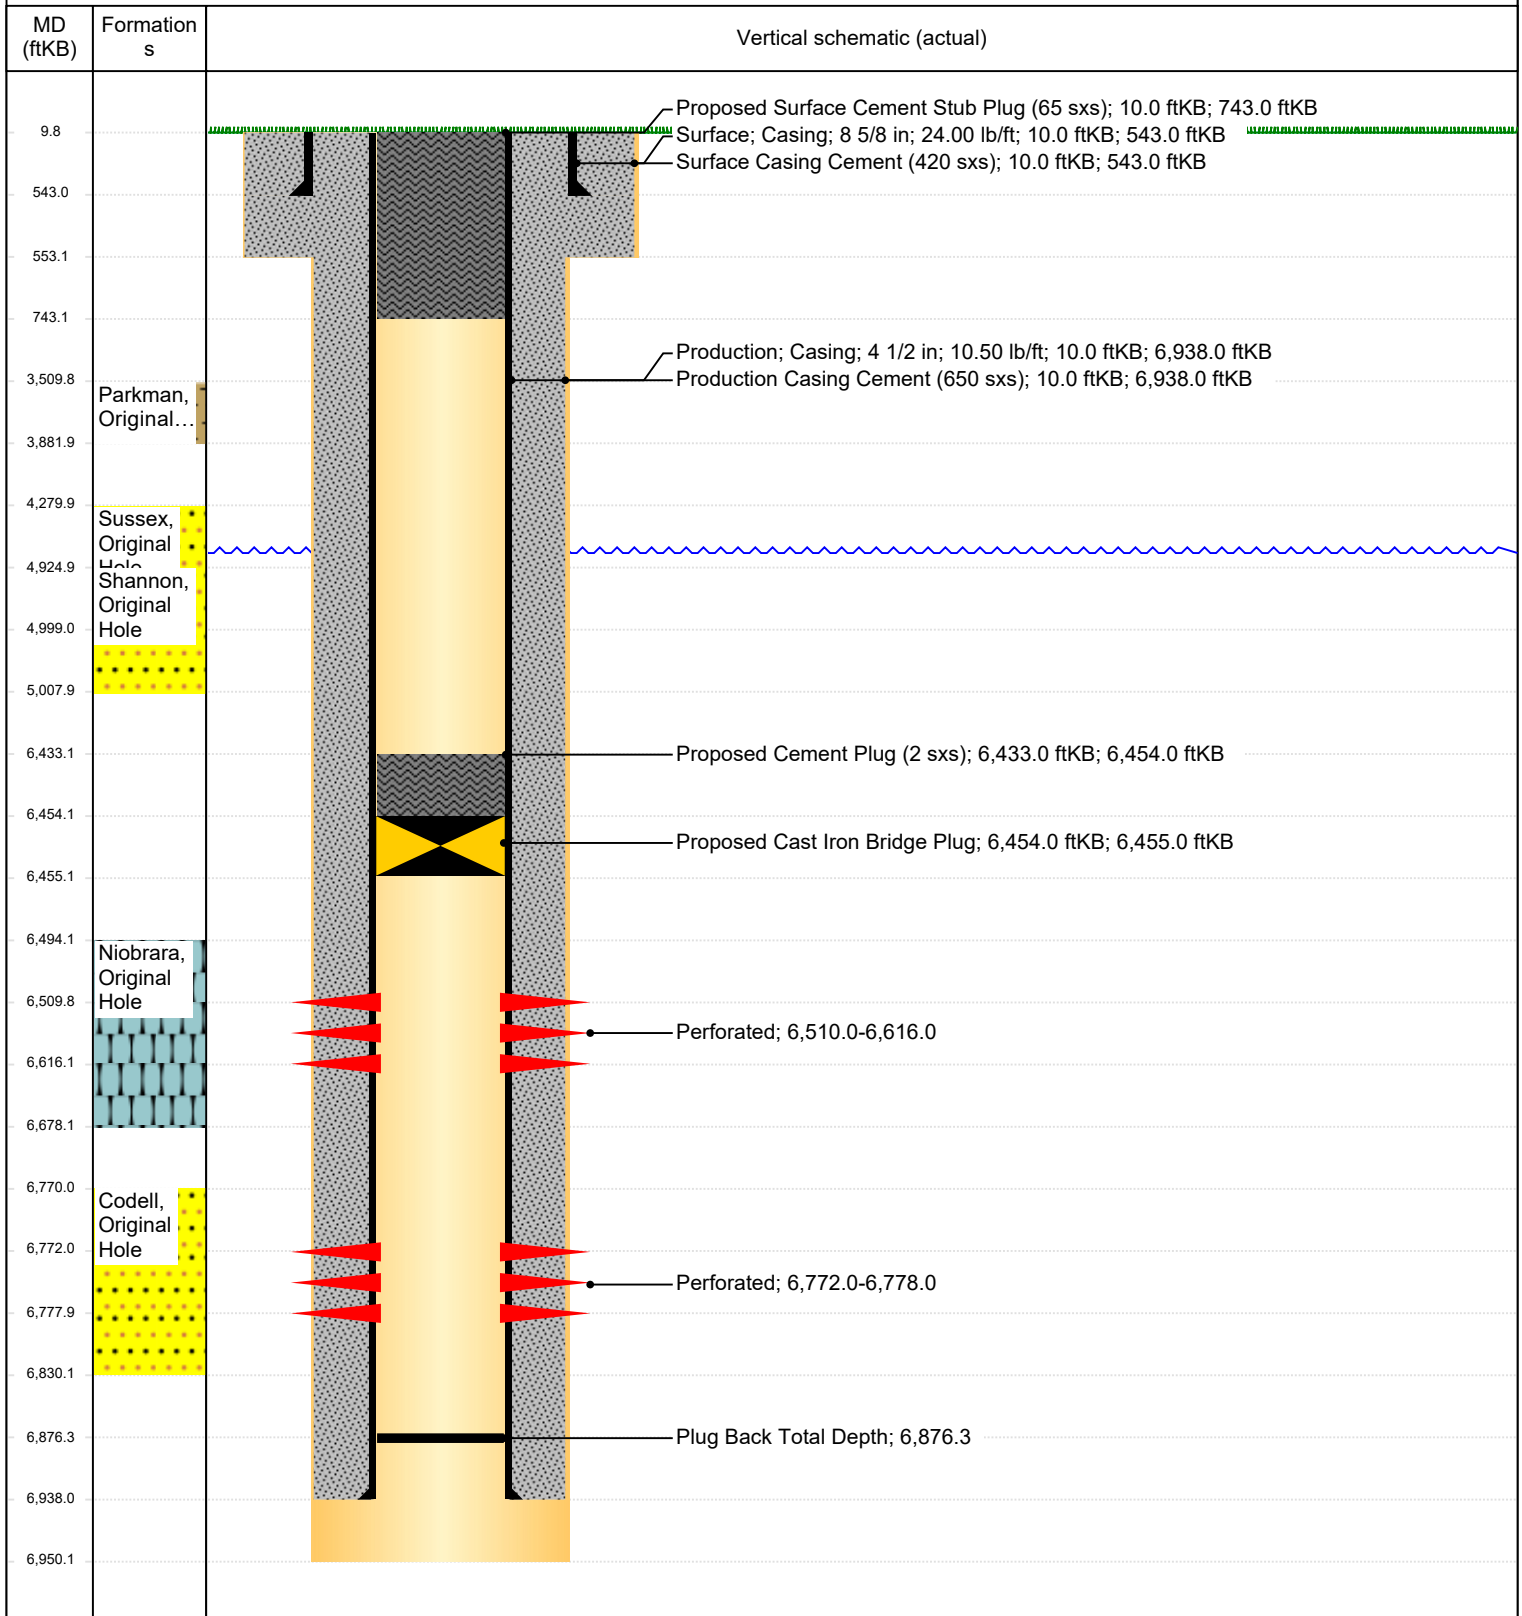 MD
(ftKB)
Formation
s
Vertical schematic (actual)
Proposed Surface Cement Stub Plug (65 sxs); 10.0 ftKB; 743.0 ftKB
9.8
Surface; Casing; 8 5/8 in; 24.00 lb/ft; 10.0 ftKB; 543.0 ftKB
Surface Casing Cement (420 sxs); 10.0 ftKB; 543.0 ftKB
543.0
553.1
743.1
Production; Casing; 4 1/2 in; 10.50 lb/ft; 10.0 ftKB; 6,938.0 ftKB
3,509.8
Production Casing Cement (650 sxs); 10.0 ftKB; 6,938.0 ftKB
Parkman,
Original…
3,881.9
4,279.9
Sussex,
Original
Hole
4,924.9
Shannon,
Original
Hole
4,999.0
5,007.9
6,433.1
Proposed Cement Plug (2 sxs); 6,433.0 ftKB; 6,454.0 ftKB
6,454.1
Proposed Cast Iron Bridge Plug; 6,454.0 ftKB; 6,455.0 ftKB
6,455.1
6,494.1
Niobrara,
Original
Hole
6,509.8
Perforated; 6,510.0-6,616.0
6,616.1
6,678.1
6,770.0
Codell,
Original
Hole
6,772.0
Perforated; 6,772.0-6,778.0
6,777.9
6,830.1
6,876.3
Plug Back Total Depth; 6,876.3
6,938.0
6,950.1